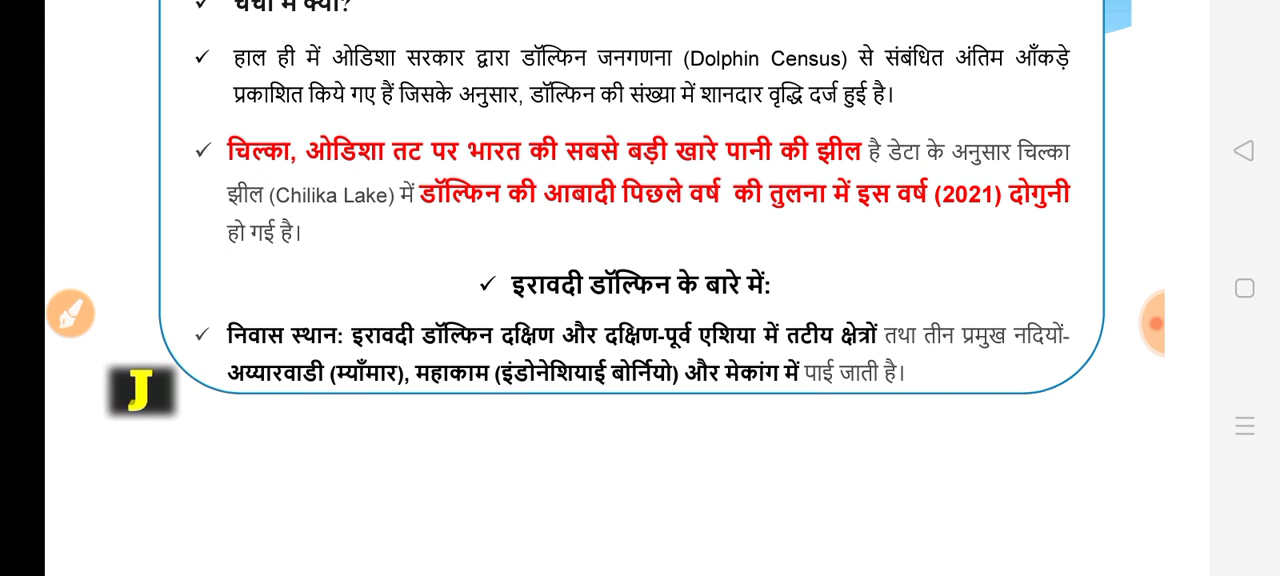 ✓ चर्चा में क्यों?
✓ हाल ही में ओडिशा सरकार द्वारा डॉल्फिन जनगणना (Dolphin Census) से संबंधित अंतिम आँकड़े
प्रकाशित किये गए हैं जिसके अनुसार, डॉल्फिन की संख्या में शानदार वृद्धि दर्ज हुई है।
✓ चिल्का, ओडिशा तट पर भारत की सबसे बड़ी खारे पानी की झील है डेटा के अनुसार चिल्का
झील (Chilika Lake) में डॉल्फिन की आबादी पिछले वर्ष की तुलना में इस वर्ष (2021) दोगुनी
हो गई है।
✓ इरावदी डॉल्फिन के बारे में:
✓ निवास स्थान: इरावदी डॉल्फिन दक्षिण और दक्षिण-पूर्व एशिया में तटीय क्षेत्रों तथा तीन प्रमुख नदियों-
अय्यारवाडी (म्याँमार), महाकाम (इंडोनेशियाई बोर्नियो) और मेकांग में पाई जाती है।
J